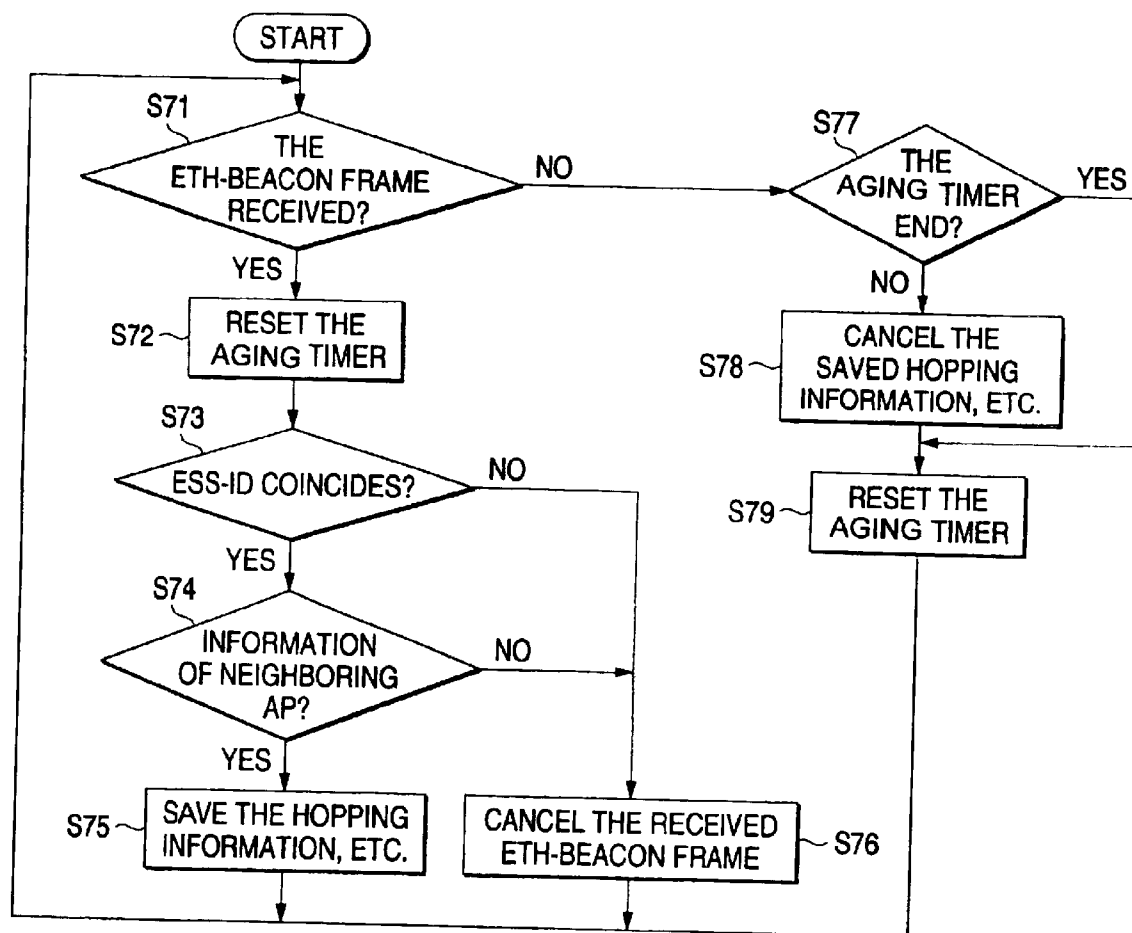 START
S71
THE
ETH-BEACON FRAME
RECEIVED?
NO
YES
S77
THE
AGING TIMER
END?
YES
NO
S72
RESET THE
AGING TIMER
S78
CANCEL THE
SAVED HOPPING
INFORMATION, ETC.
S73
ESS-ID COINCIDES?
NO
YES
S79
RESET THE
AGING TIMER
S74
INFORMATION
OF NEIGHBORING
AP?
NO
YES
S75
SAVE THE HOPPING
INFORMATION, ETC.
CANCEL THE RECEIVED
ETH-BEACON FRAME
S76